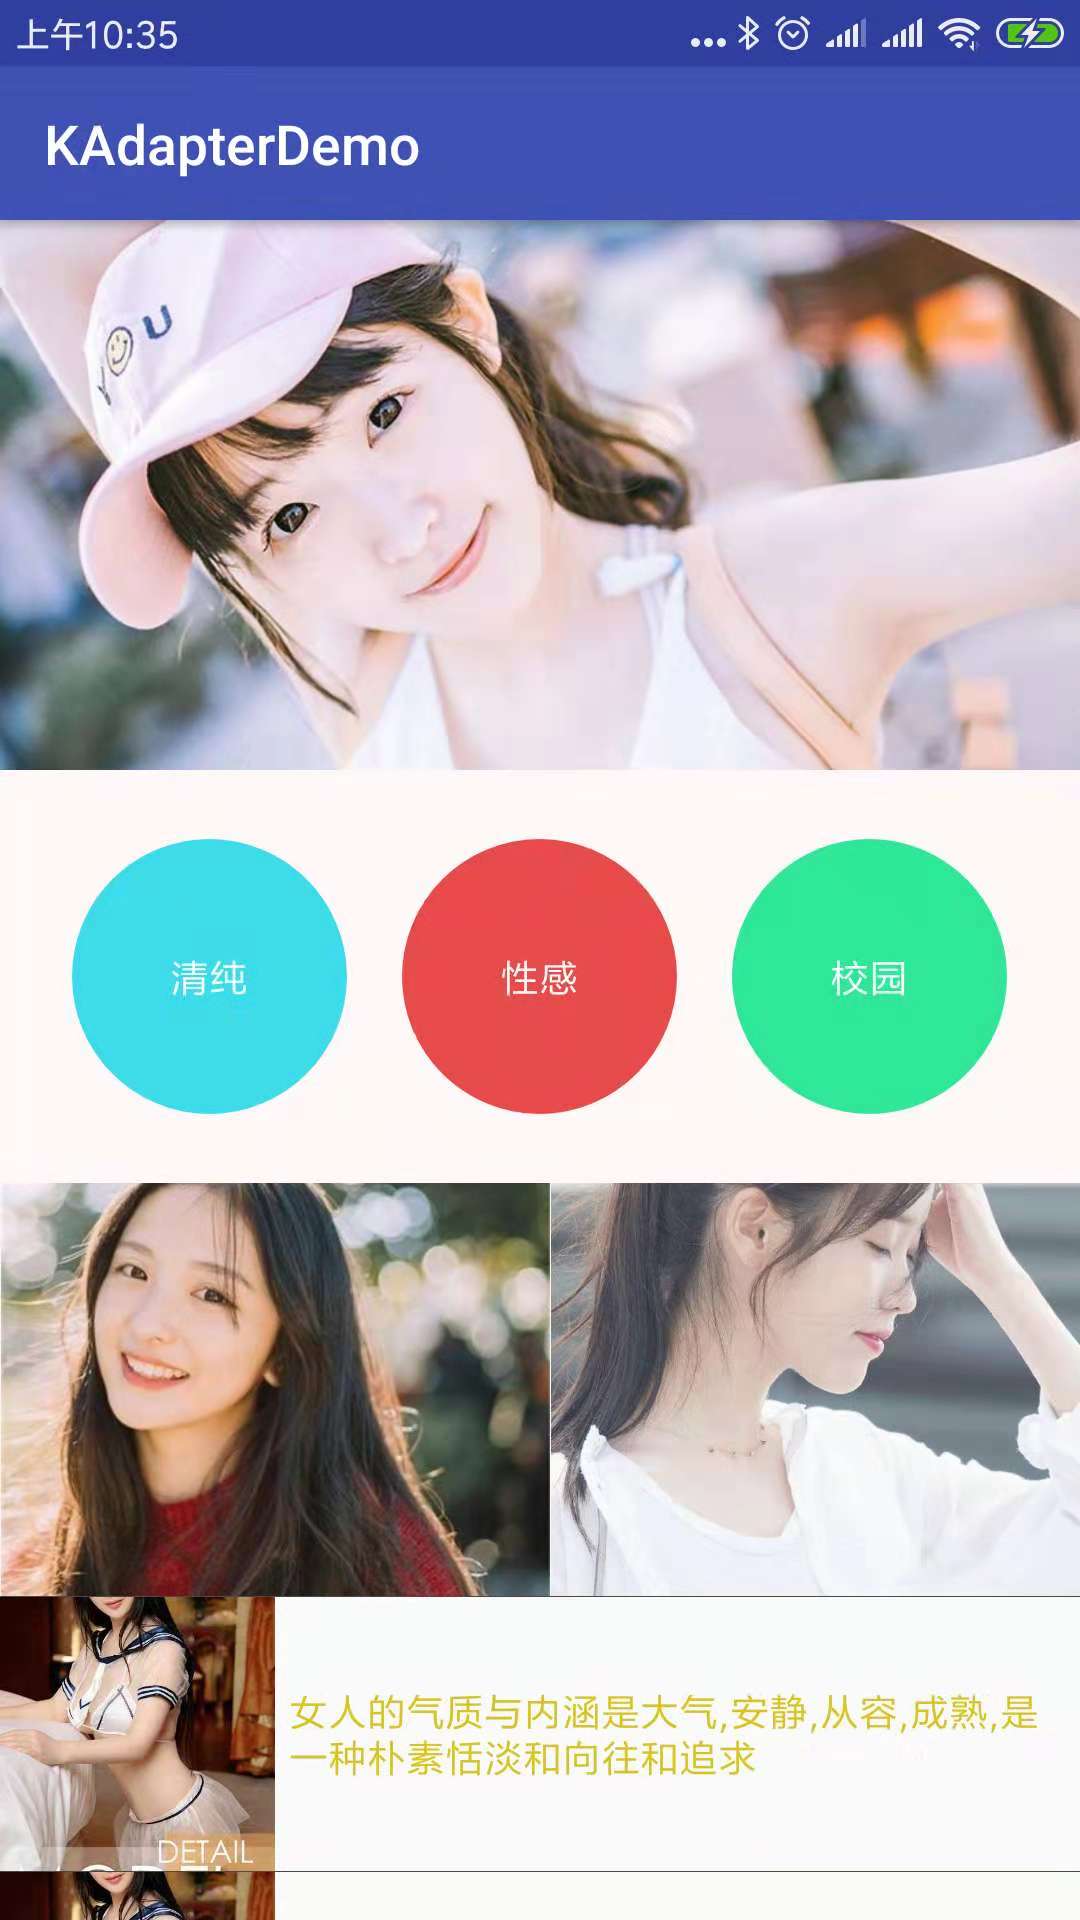 上午10:35
KAdapterDemo
YOU
清纯
性感
校园
女人的气质与内涵是大气,安静,从容,成熟,是
一种朴素恬淡和向往和追求
DETAIL